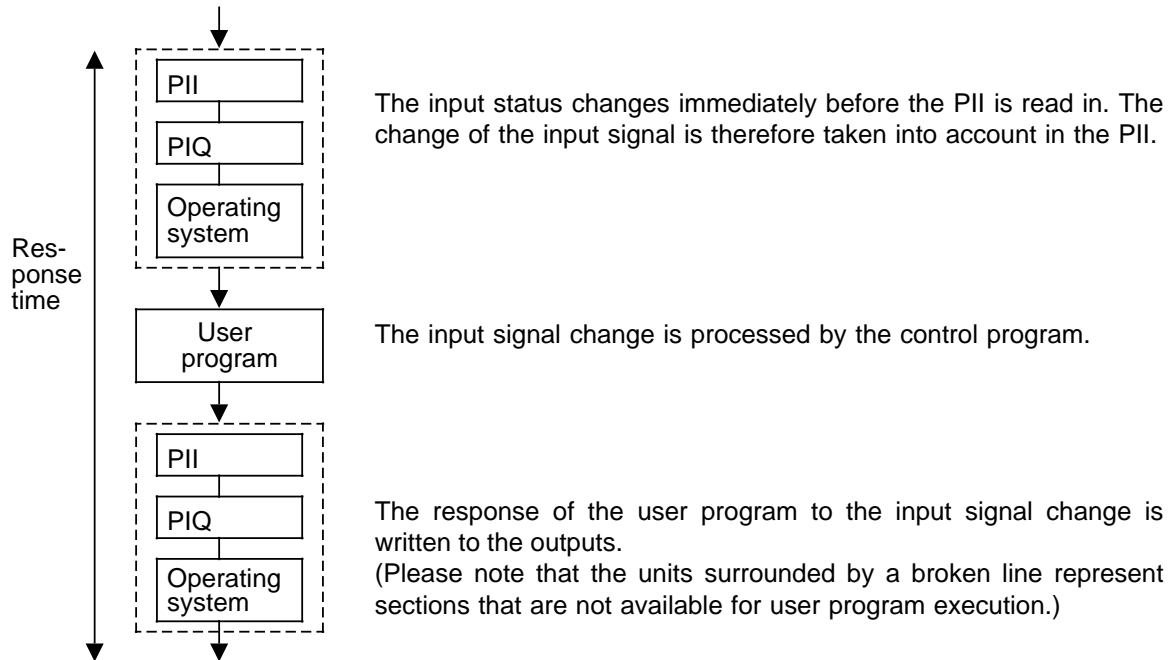 PII
The input status changes immediately before the PII is read in. The
change of the input signal is therefore taken into account in the PII.
PIQ
Operating
system
Res-
ponse
time
User
program
The input signal change is processed by the control program.
PII
PIQ
The response of the user program to the input signal change is
written to the outputs.
Operating
system
(Please note that the units surrounded by a broken line represent
sections that are not available for user program execution.)